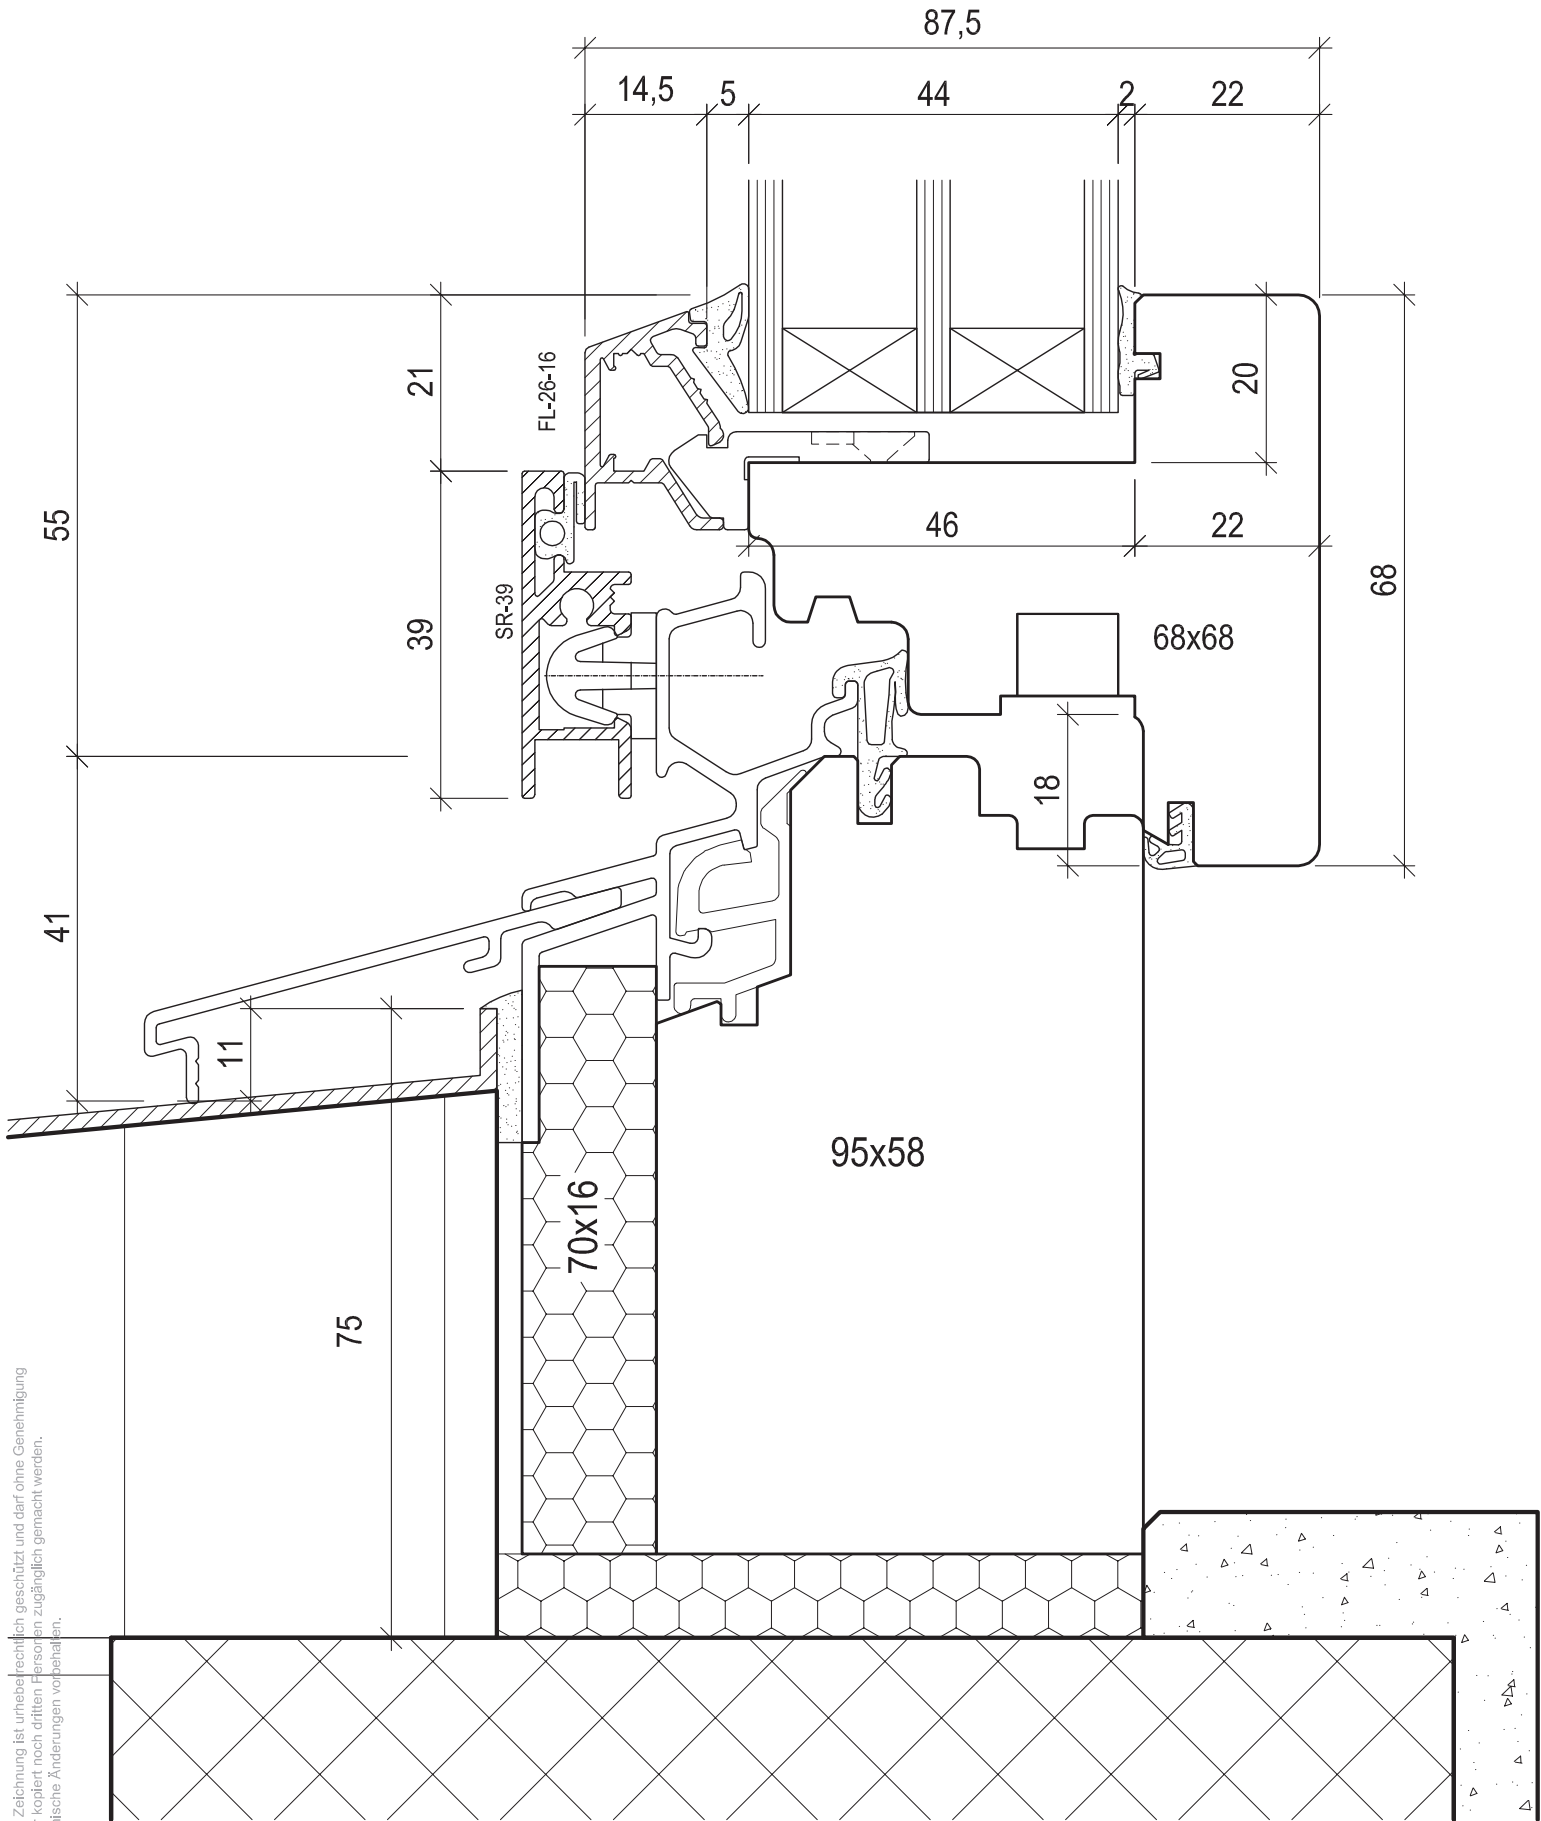 87,5
14,5
5
44
2
22
21
FL-26-16
20
55
46
22
39
SR-39
68
68x68
18
41
11
95x58
70x16
75
Zeichnung ist urheberrechtlich geschützt und darf ohne Genehmigung
kopiert noch dritten Personen zugänglich gemacht werden.
Änderungen vorbehalten.